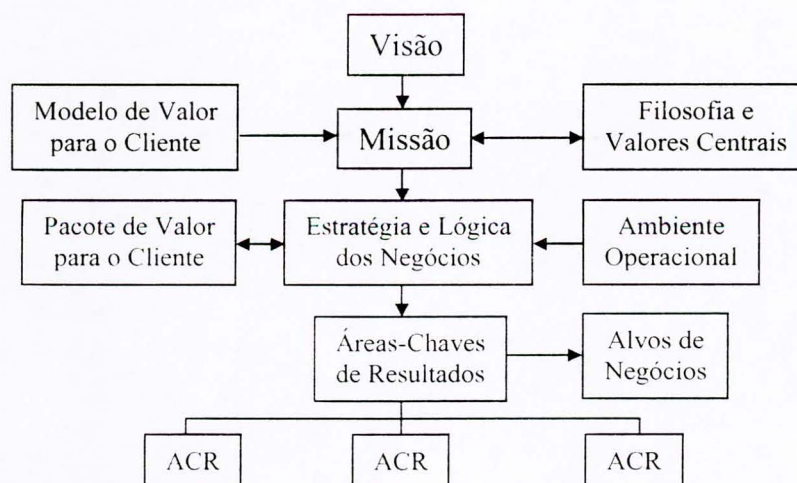 Visão
Modelo de Valor
para o Cliente
Missão
Filosofia e
Valores Centrais
Pacote de Valor
para o Cliente
Estratégia e Lógica
dos Negócios
Ambiente
Operacional
Áreas-Chaves
de Resultados
Alvos de
Negócios
ACR
ACR
ACR